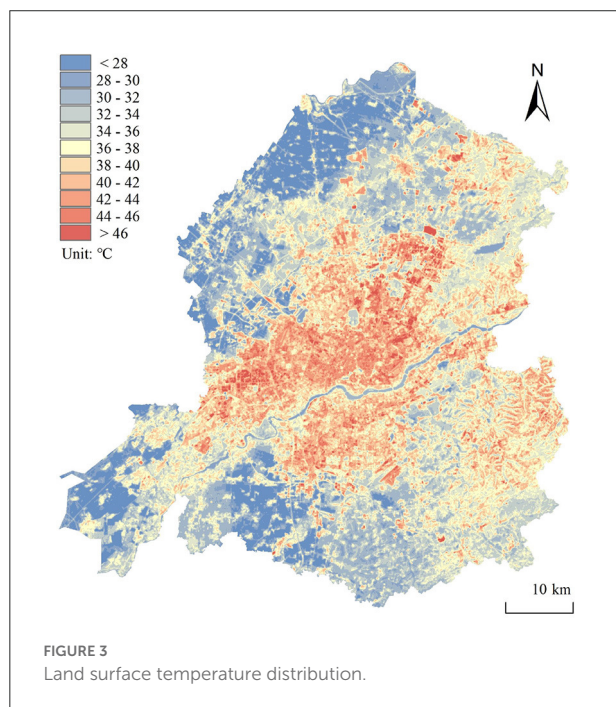 < 28
28 - 30
30 - 32
32 - 34
34 - 36
36 - 38
38 - 40
40 - 42
42 - 44
44 - 46
> 46
Unit: °C
N
10 km
FIGURE 3
Land surface temperature distribution.